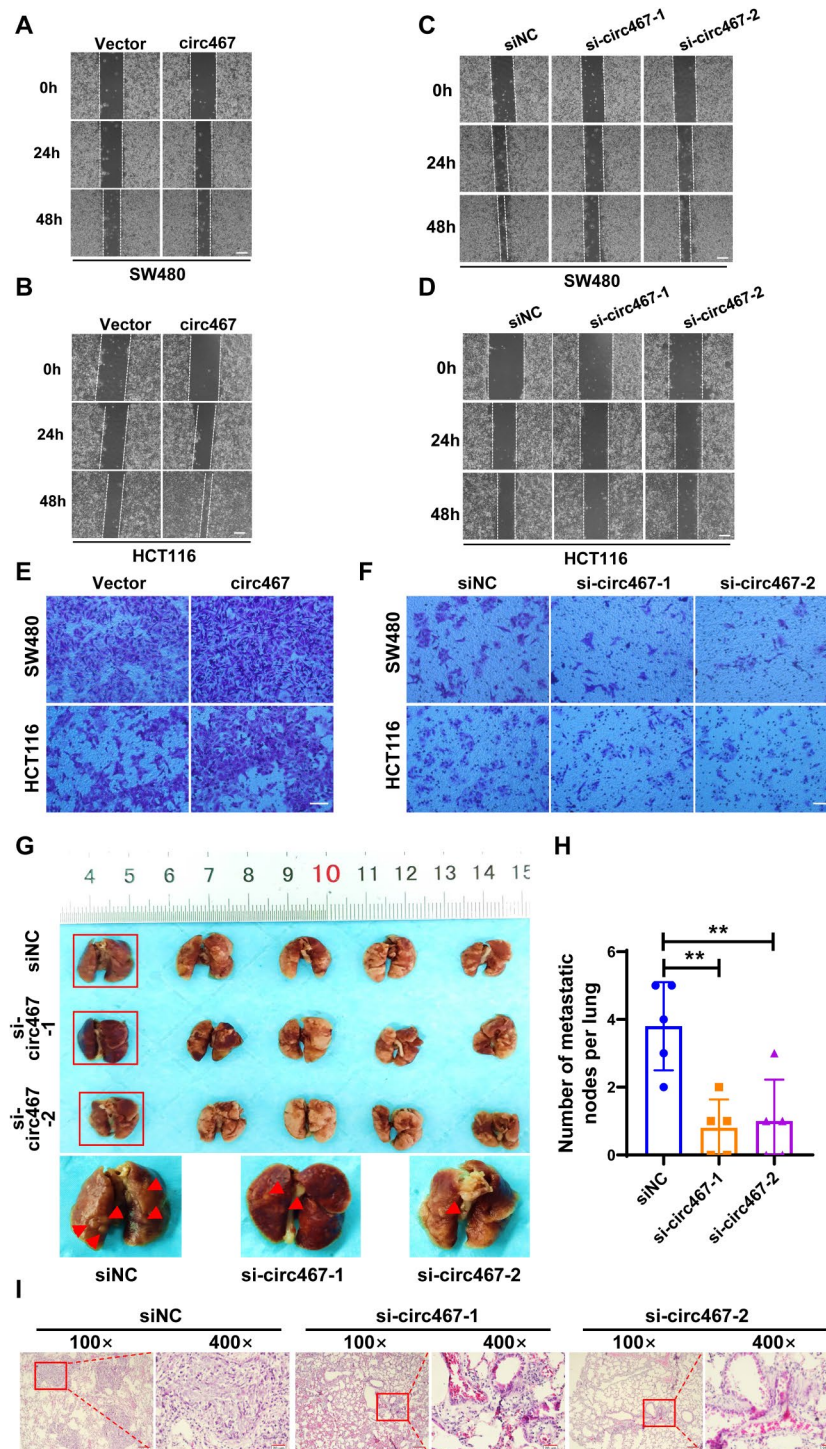 A
Vector circ467
0h
24h
48h
SW480
C
siNC si-circ467-1 si-circ467-2
0h
24h
48h
SW480
B
Vector circ467
0h
24h
48h
HCT116
D
siNC si-circ467-1 si-circ467-2
0h
24h
48h
HCT116
E
Vector circ467
SW480
HCT116
F
siNC si-circ467-1 si-circ467-2
SW480
HCT116
G
4 5 6 7 8 9 10 11 12 13 14 15
siNC
si-
circ467
-1
si-
circ467
-2
siNC si-circ467-1 si-circ467-2
H
Number of metastatic
nodes per lung
6
4
2
0
**
**
siNC
si-circ467-1
si-circ467-2
I
siNC si-circ467-1 si-circ467-2
100× 400× 100× 400× 100× 400×